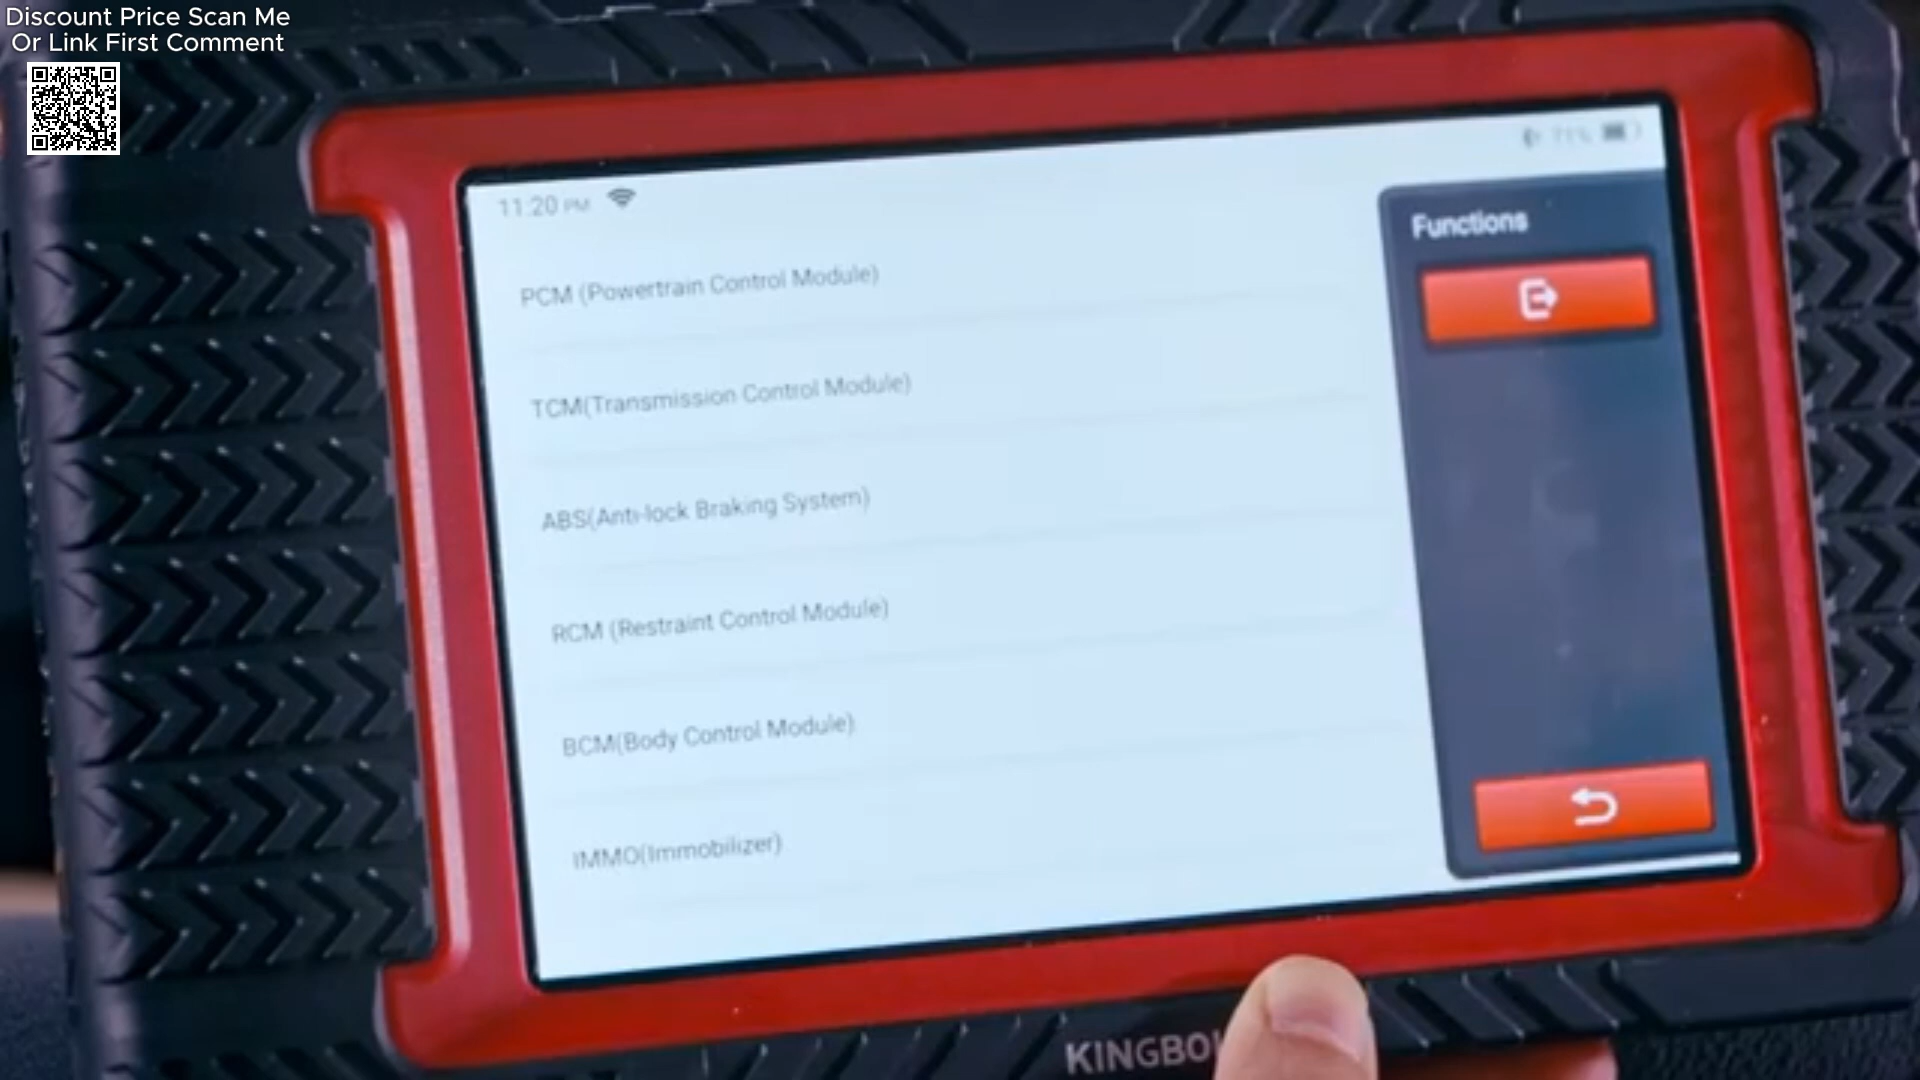 Discount Price Scan Me
Or Link First Comment
11:20 PM
71%
Functions
PCM (Powertrain Control Module)
TCM(Transmission Control Module)
ABS(Anti-lock Braking System)
RCM (Restraint Control Module)
BCM(Body Control Module)
IMMO(Immobilizer)